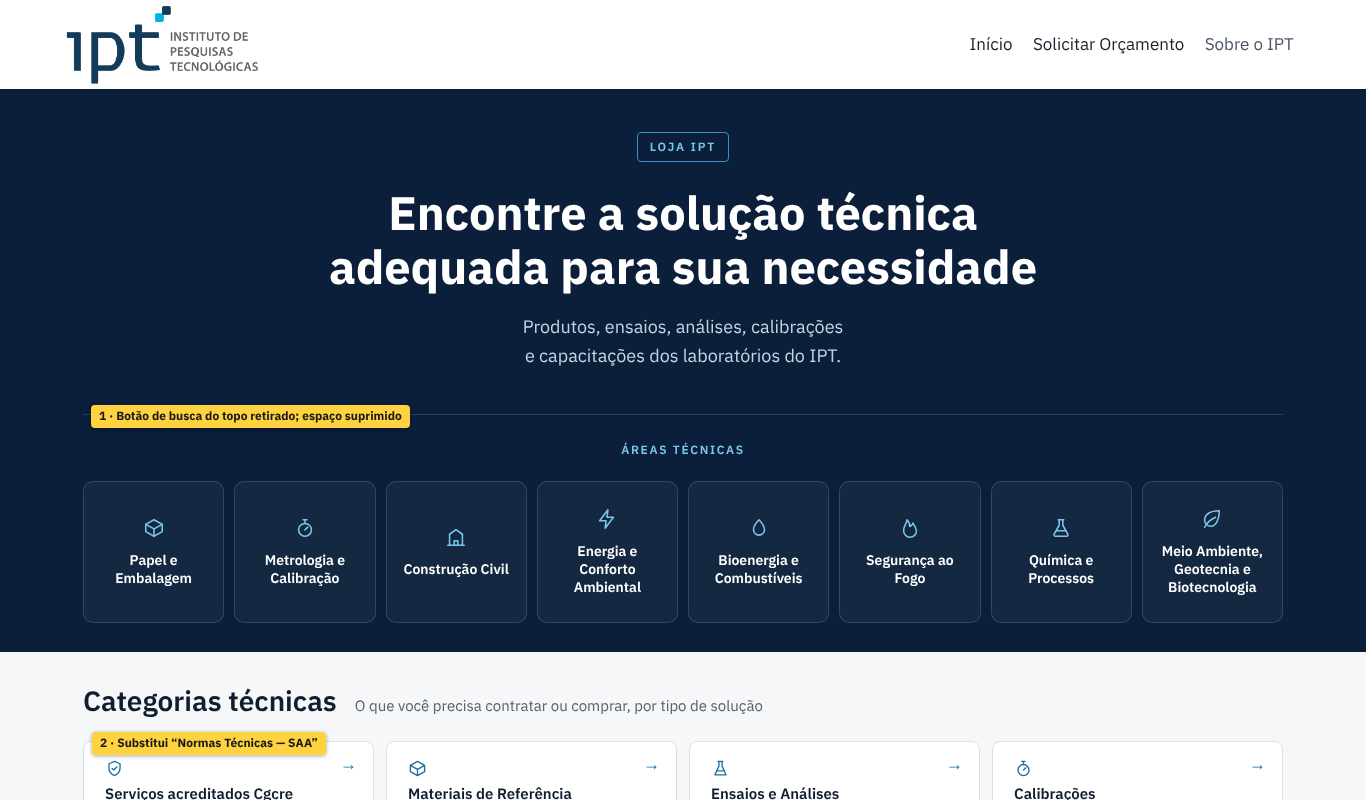 ipt INSTITUTO DE
PESQUISAS
TECNOLÓGICAS
Início Solicitar Orçamento Sobre o IPT
LOJA IPT
Encontre a solução técnica
adequada para sua necessidade
Produtos, ensaios, análises, calibrações
e capacitações dos laboratórios do IPT.
1 · Botão de busca do topo retirado; espaço suprimido
ÁREAS TÉCNICAS
Papel e
Embalagem
Metrologia e
Calibração
Construção Civil
Energia e
Conforto
Ambiental
Bioenergia e
Combustíveis
Segurança ao
Fogo
Química e
Processos
Meio Ambiente,
Geotecnia e
Biotecnologia
Categorias técnicas O que você precisa contratar ou comprar, por tipo de solução
2 · Substitui “Normas Técnicas — SAA”
→ → → →
Serviços acreditados Cgcre
Materiais de Referência
Ensaios e Análises
Calibrações